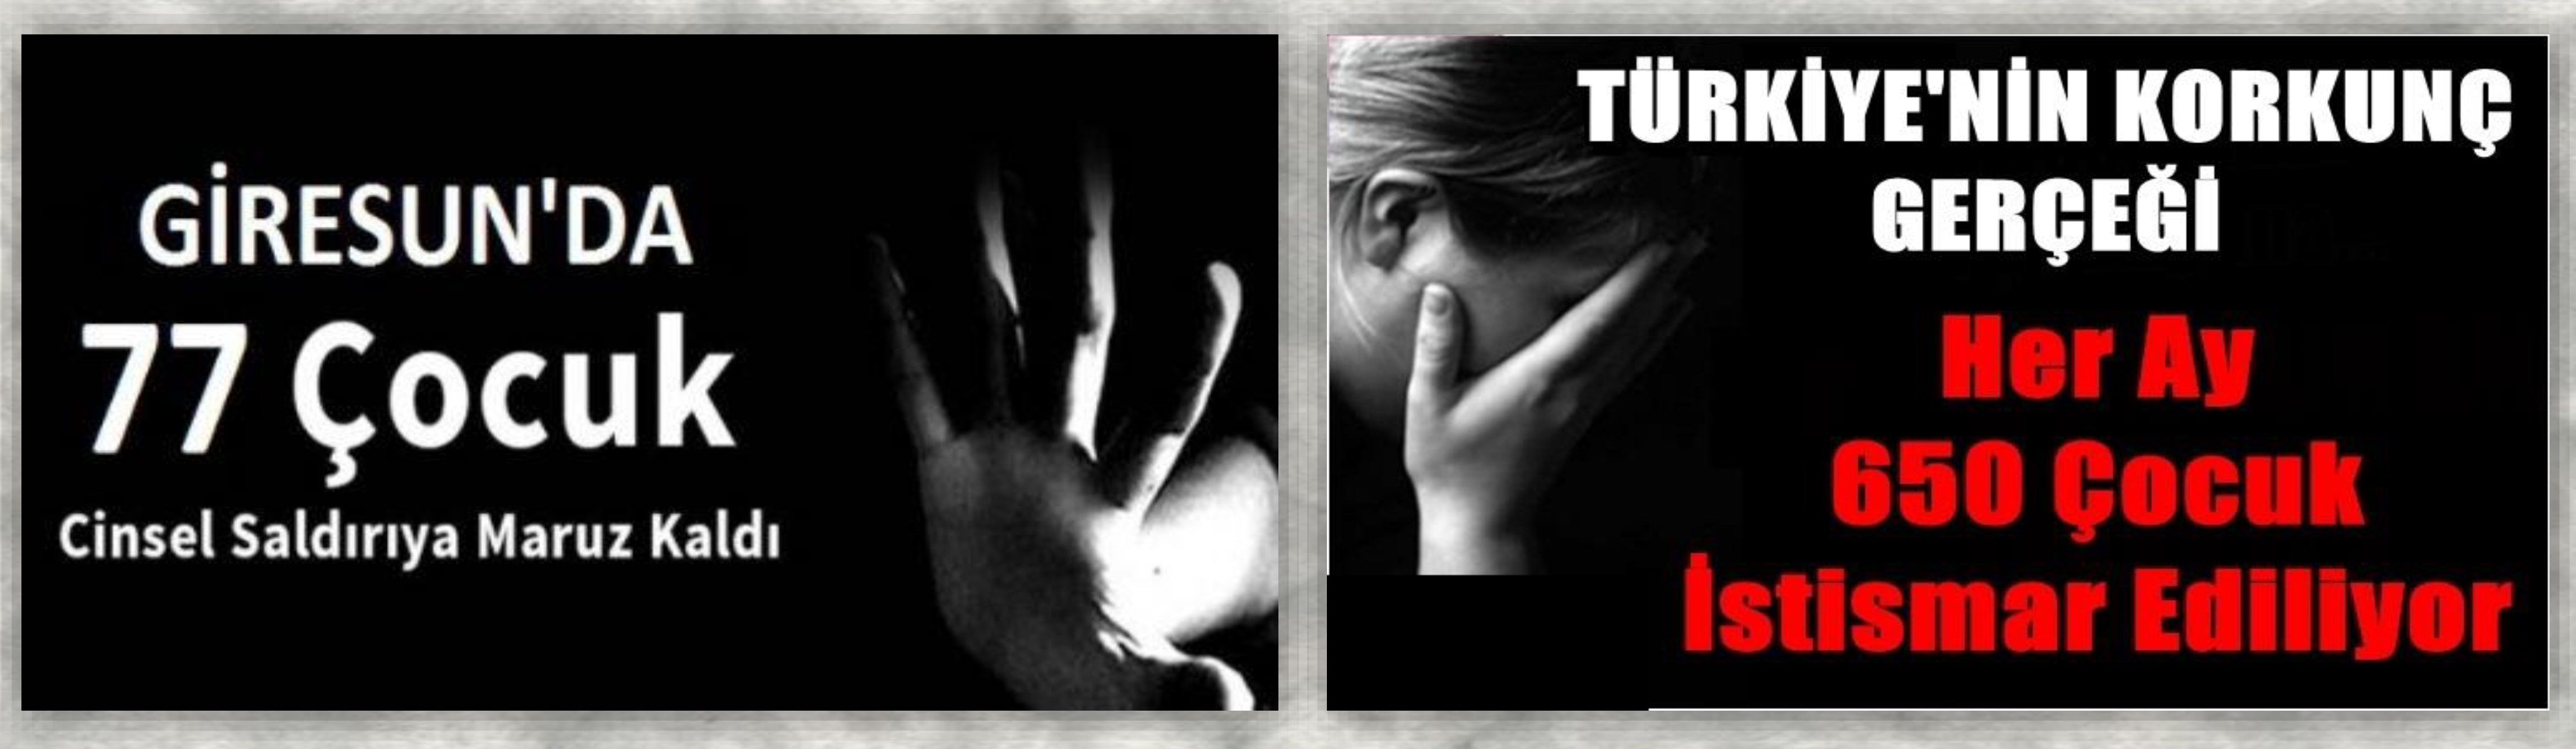 GİRESUN'DA
77 Çocuk
Cinsel Saldırıya Maruz Kaldı
TÜRKİYE'NİN KORKUNÇ
GERÇEĞİ
Her Ay
650 Çocuk
İstismar Ediliyor